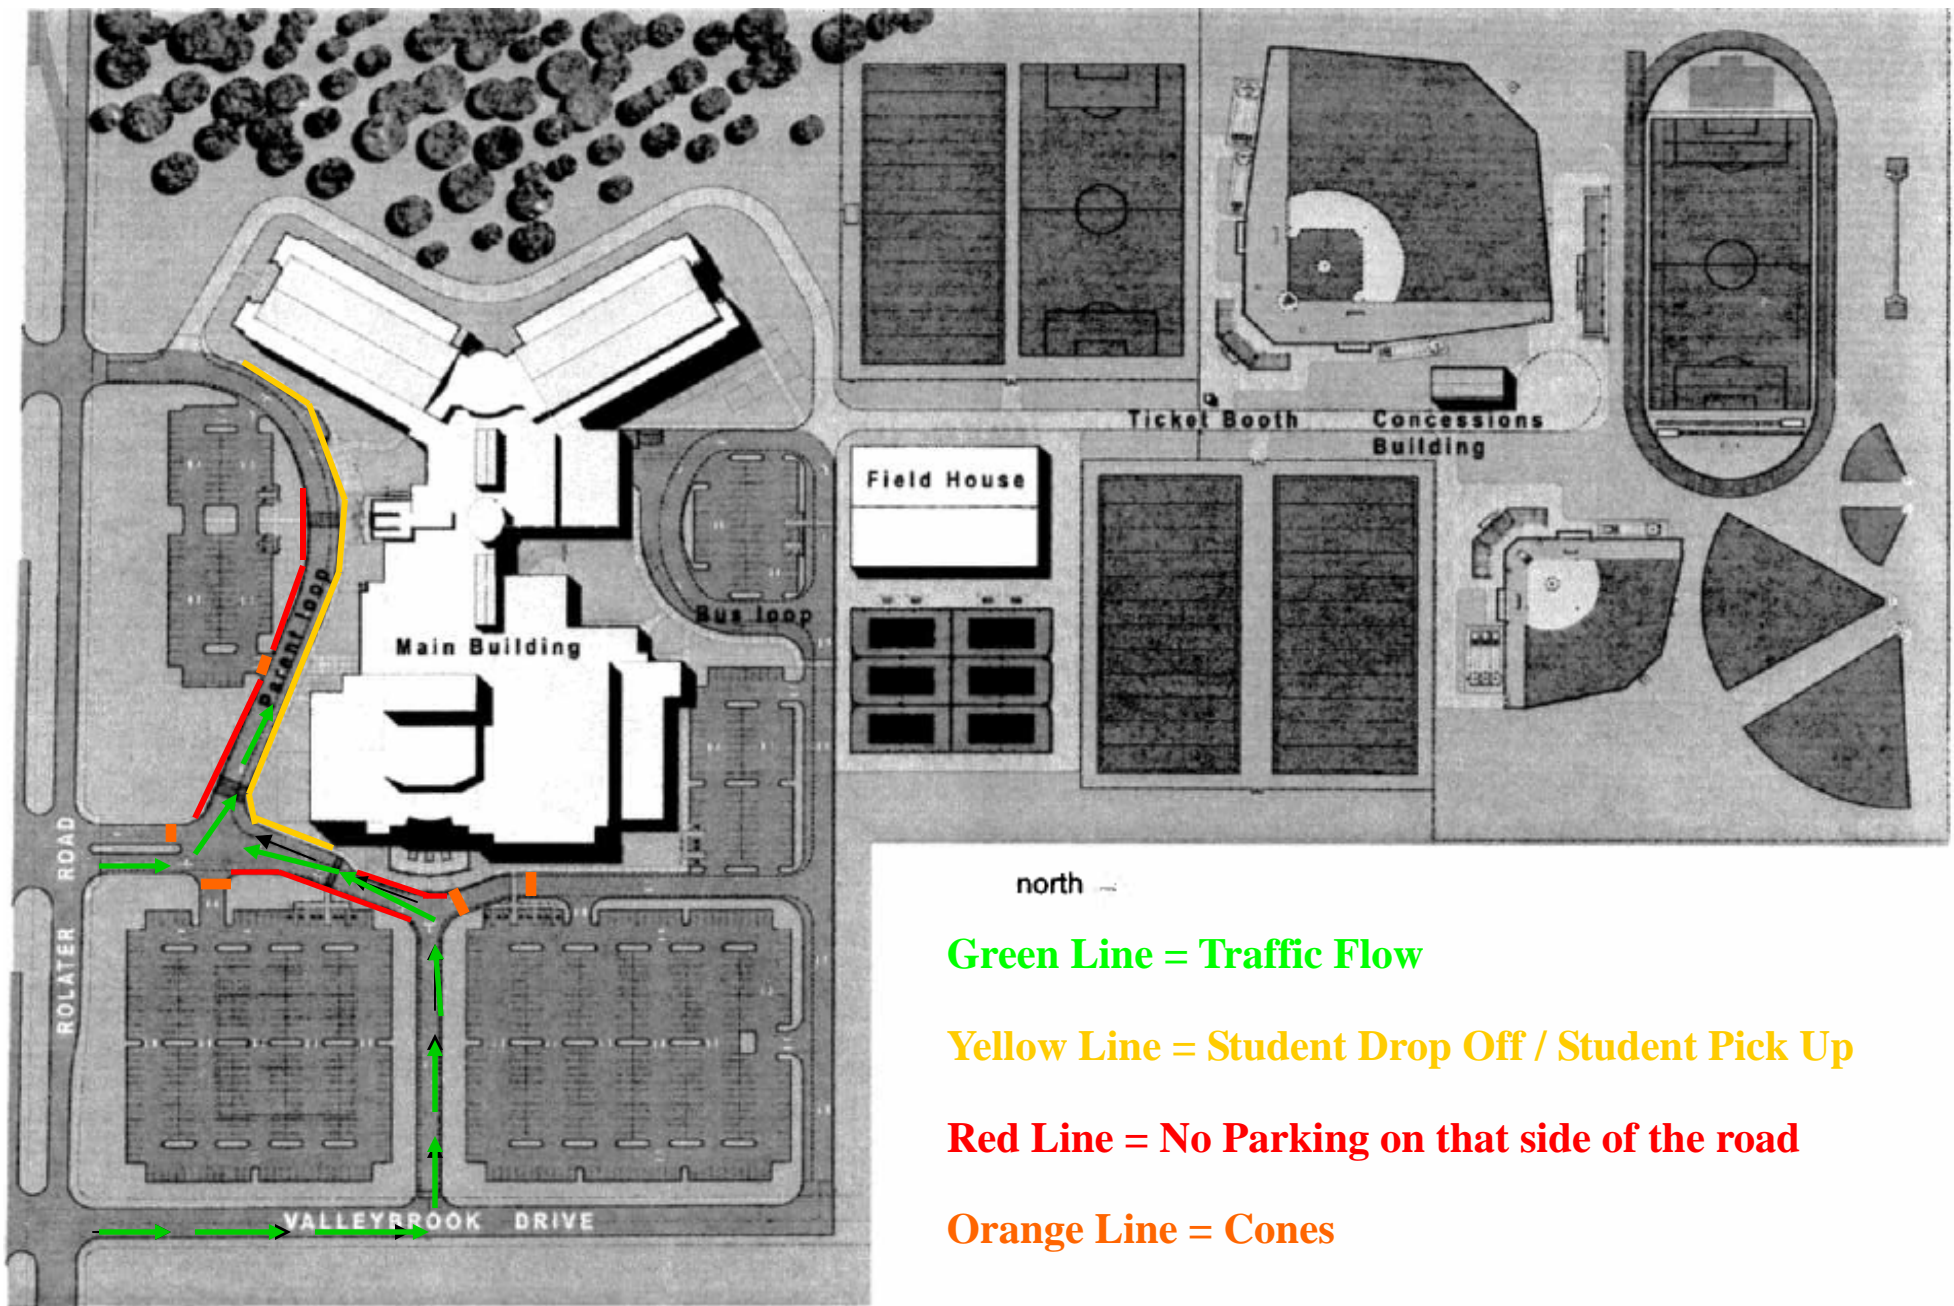 Ticket Booth
Concessions
Building
Field House
Parent loop
Bus loop
Main Building
ROLATER ROAD
VALLEYBROOK DRIVE
north
Green Line = Traffic Flow
Yellow Line = Student Drop Off / Student Pick Up
Red Line = No Parking on that side of the road
Orange Line = Cones